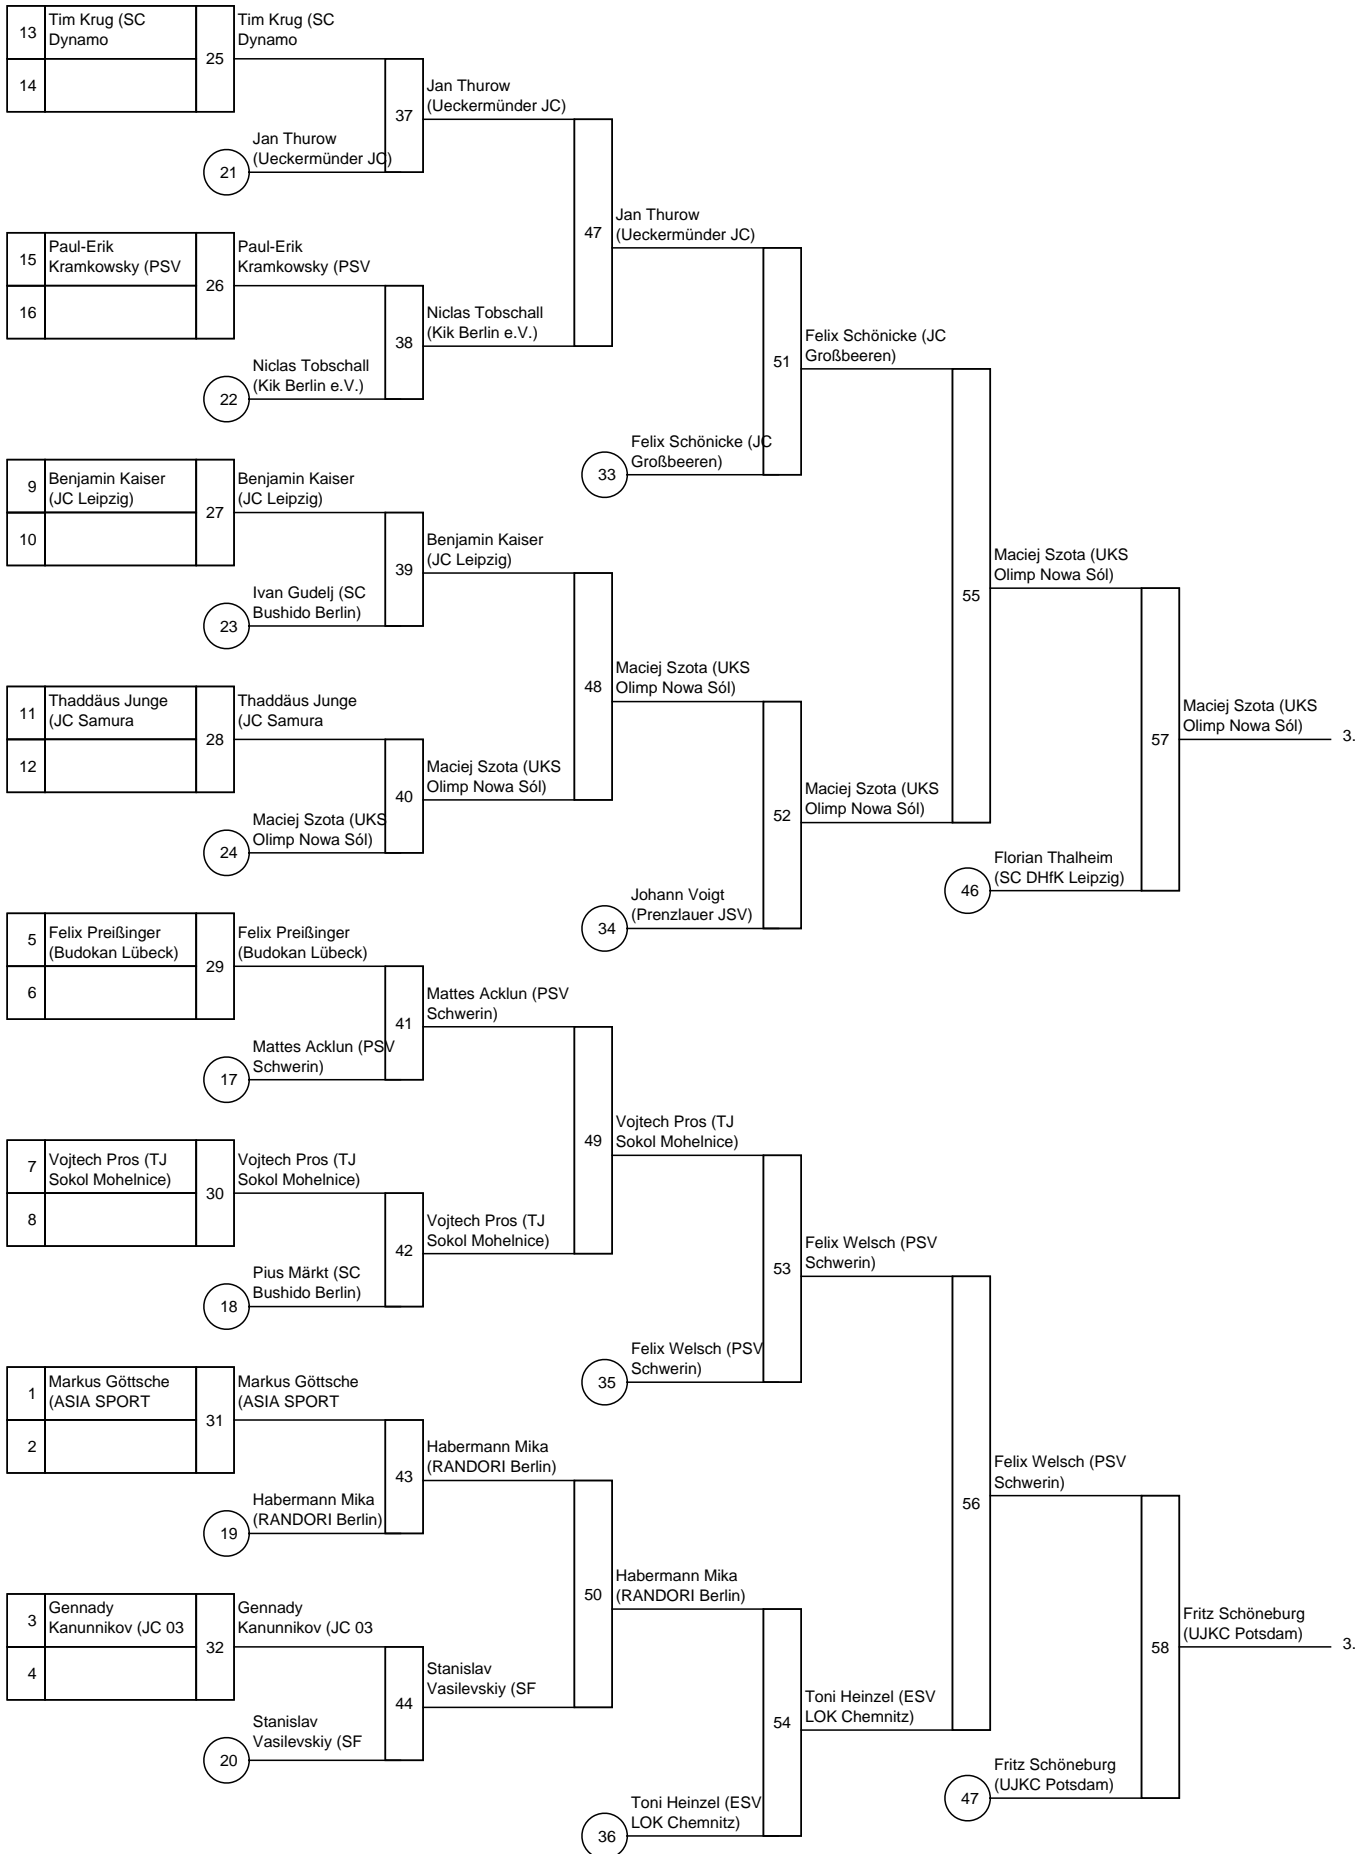 13
Tim Krug (SC
Dynamo
14
25
Tim Krug (SC
Dynamo
21
Jan Thurow
(Ueckermünder JC)
37
Jan Thurow
(Ueckermünder JC)
15
Paul-Erik
Kramkowsky (PSV
16
26
Paul-Erik
Kramkowsky (PSV
22
Niclas Tobschall
(Kik Berlin e.V.)
38
Niclas Tobschall
(Kik Berlin e.V.)
47
Jan Thurow
(Ueckermünder JC)
33
Felix Schönicke (JC
Großbeeren)
51
Felix Schönicke (JC
Großbeeren)
9
Benjamin Kaiser
(JC Leipzig)
10
27
Benjamin Kaiser
(JC Leipzig)
23
Ivan Gudelj (SC
Bushido Berlin)
39
Benjamin Kaiser
(JC Leipzig)
11
Thaddäus Junge
(JC Samura
12
28
Thaddäus Junge
(JC Samura
24
Maciej Szota (UKS
Olimp Nowa Sól)
40
Maciej Szota (UKS
Olimp Nowa Sól)
48
Maciej Szota (UKS
Olimp Nowa Sól)
34
Johann Voigt
(Prenzlauer JSV)
52
Maciej Szota (UKS
Olimp Nowa Sól)
55
Maciej Szota (UKS
Olimp Nowa Sól)
46
Florian Thalheim
(SC DHfK Leipzig)
57
Maciej Szota (UKS
Olimp Nowa Sól)
3.
5
Felix Preißinger
(Budokan Lübeck)
6
29
Felix Preißinger
(Budokan Lübeck)
17
Mattes Acklun (PSV
Schwerin)
41
Mattes Acklun (PSV
Schwerin)
7
Vojtech Pros (TJ
Sokol Mohelnice)
8
30
Vojtech Pros (TJ
Sokol Mohelnice)
18
Pius Märkt (SC
Bushido Berlin)
42
Vojtech Pros (TJ
Sokol Mohelnice)
49
Vojtech Pros (TJ
Sokol Mohelnice)
35
Felix Welsch (PSV
Schwerin)
53
Felix Welsch (PSV
Schwerin)
1
Markus Göttsche
(ASIA SPORT
2
31
Markus Göttsche
(ASIA SPORT
19
Habermann Mika
(RANDORI Berlin)
43
Habermann Mika
(RANDORI Berlin)
3
Gennady
Kanunnikov (JC 03
4
32
Gennady
Kanunnikov (JC 03
20
Stanislav
Vasilevskiy (SF
44
Stanislav
Vasilevskiy (SF
50
Habermann Mika
(RANDORI Berlin)
36
Toni Heinzel (ESV
LOK Chemnitz)
54
Toni Heinzel (ESV
LOK Chemnitz)
56
Felix Welsch (PSV
Schwerin)
47
Fritz Schöneburg
(UJKC Potsdam)
58
Fritz Schöneburg
(UJKC Potsdam)
3.